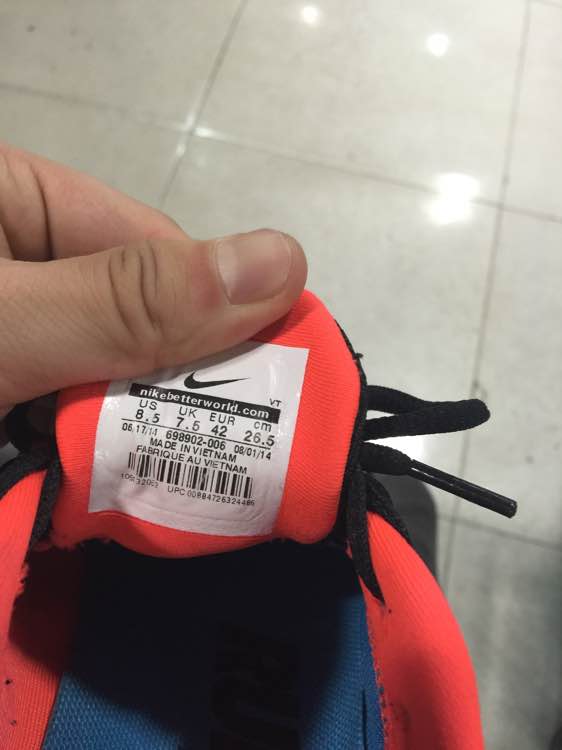 nikebetterworld.com
VT
US UK EUR cm
8.5 7.5 42 26.5
06.17/14 698902-006 08/01/14
MADE IN VIETNAM
FABRIQUE AU VIETNAM
UPC 00884726324486
RU